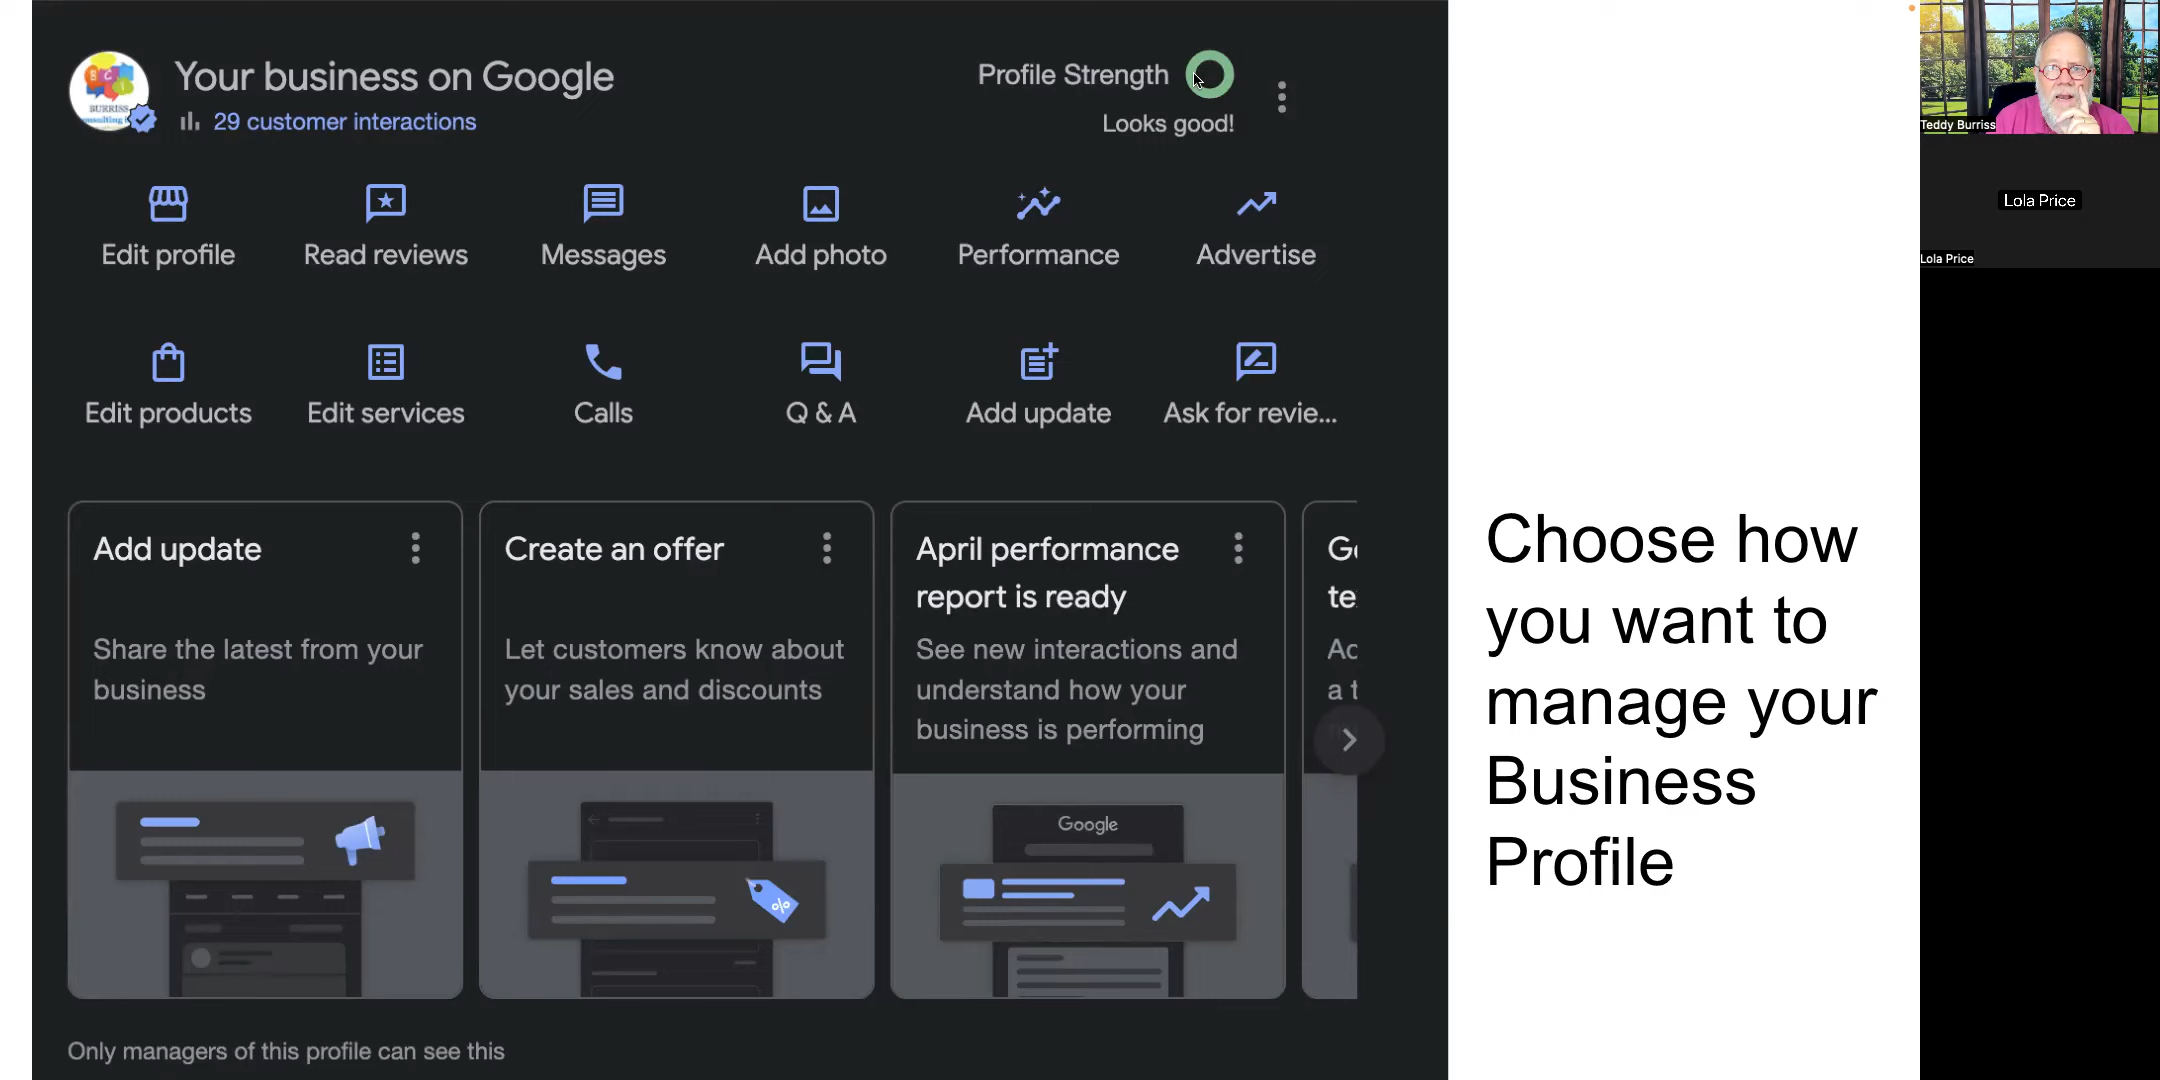 Your business on Google
29 customer interactions
Profile Strength
Looks good!
BURRISS
Edit profile
Read reviews
Messages
Add photo
Performance
Advertise
Edit products
Edit services
Calls
Q & A
Add update
Ask for revie...
Add update
Share the latest from your
business
Create an offer
Let customers know about
your sales and discounts
%
April performance
report is ready
See new interactions and
understand how your
business is performing
Google
te
a t
Only managers of this profile can see this
Choose how
you want to
manage your
Business
Profile
Teddy Burriss
Lola Price
Lola Price